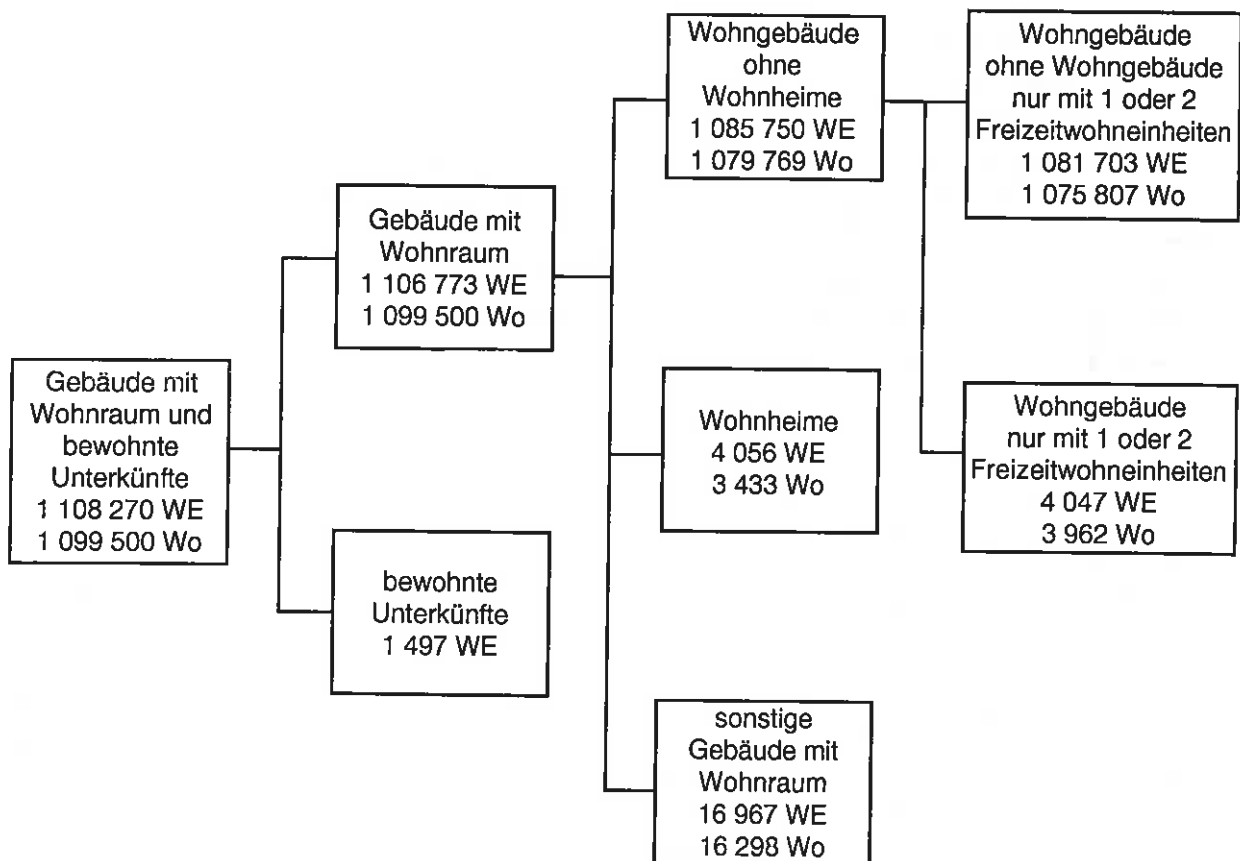 Gebäude mit
Wohnraum und
bewohnte
Unterkünfte
1 108 270 WE
1 099 500 Wo
Gebäude mit
Wohnraum
1 106 773 WE
1 099 500 Wo
bewohnte
Unterkünfte
1 497 WE
Wohngebäude
ohne
Wohnheime
1 085 750 WE
1 079 769 Wo
Wohnheime
4 056 WE
3 433 Wo
sonstige
Gebäude mit
Wohnraum
16 967 WE
16 298 Wo
Wohngebäude
ohne Wohngebäude
nur mit 1 oder 2
Freizeitwohneinheiten
1 081 703 WE
1 075 807 Wo
Wohngebäude
nur mit 1 oder 2
Freizeitwohneinheiten
4 047 WE
3 962 Wo